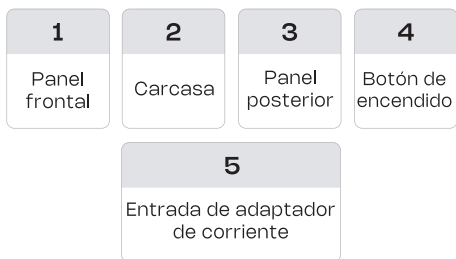 1
Panel
frontal
2
Carcasa
3
Panel
posterior
4
Botón de
encendido
5
Entrada de adaptador
de corriente